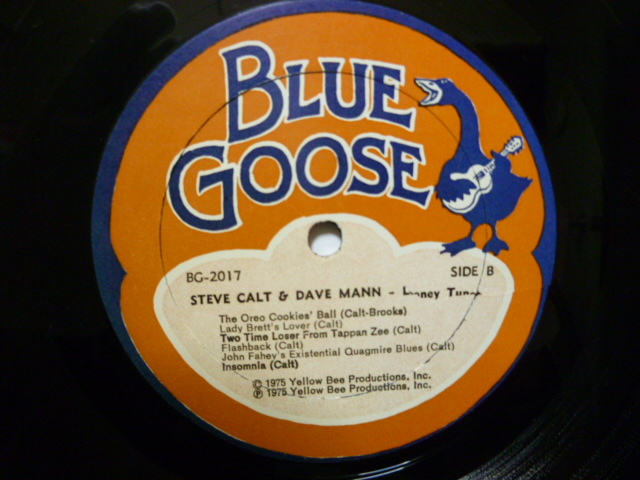 BLUE
GOOSE
BG-2017
SIDE B
STEVE CALT & DAVE MANN - Looney Tunes
The Oreo Cookies' Ball (Calt-Brooks)
Lady Brett's Lover (Calt)
Two Time Loser From Tappan Zee (Calt)
Flashback (Calt)
John Fahey's Existential Quagmire Blues (Calt)
Insomnia (Calt)
© 1975 Yellow Bee Productions, Inc.
℗ 1975 Yellow Bee Productions, Inc.